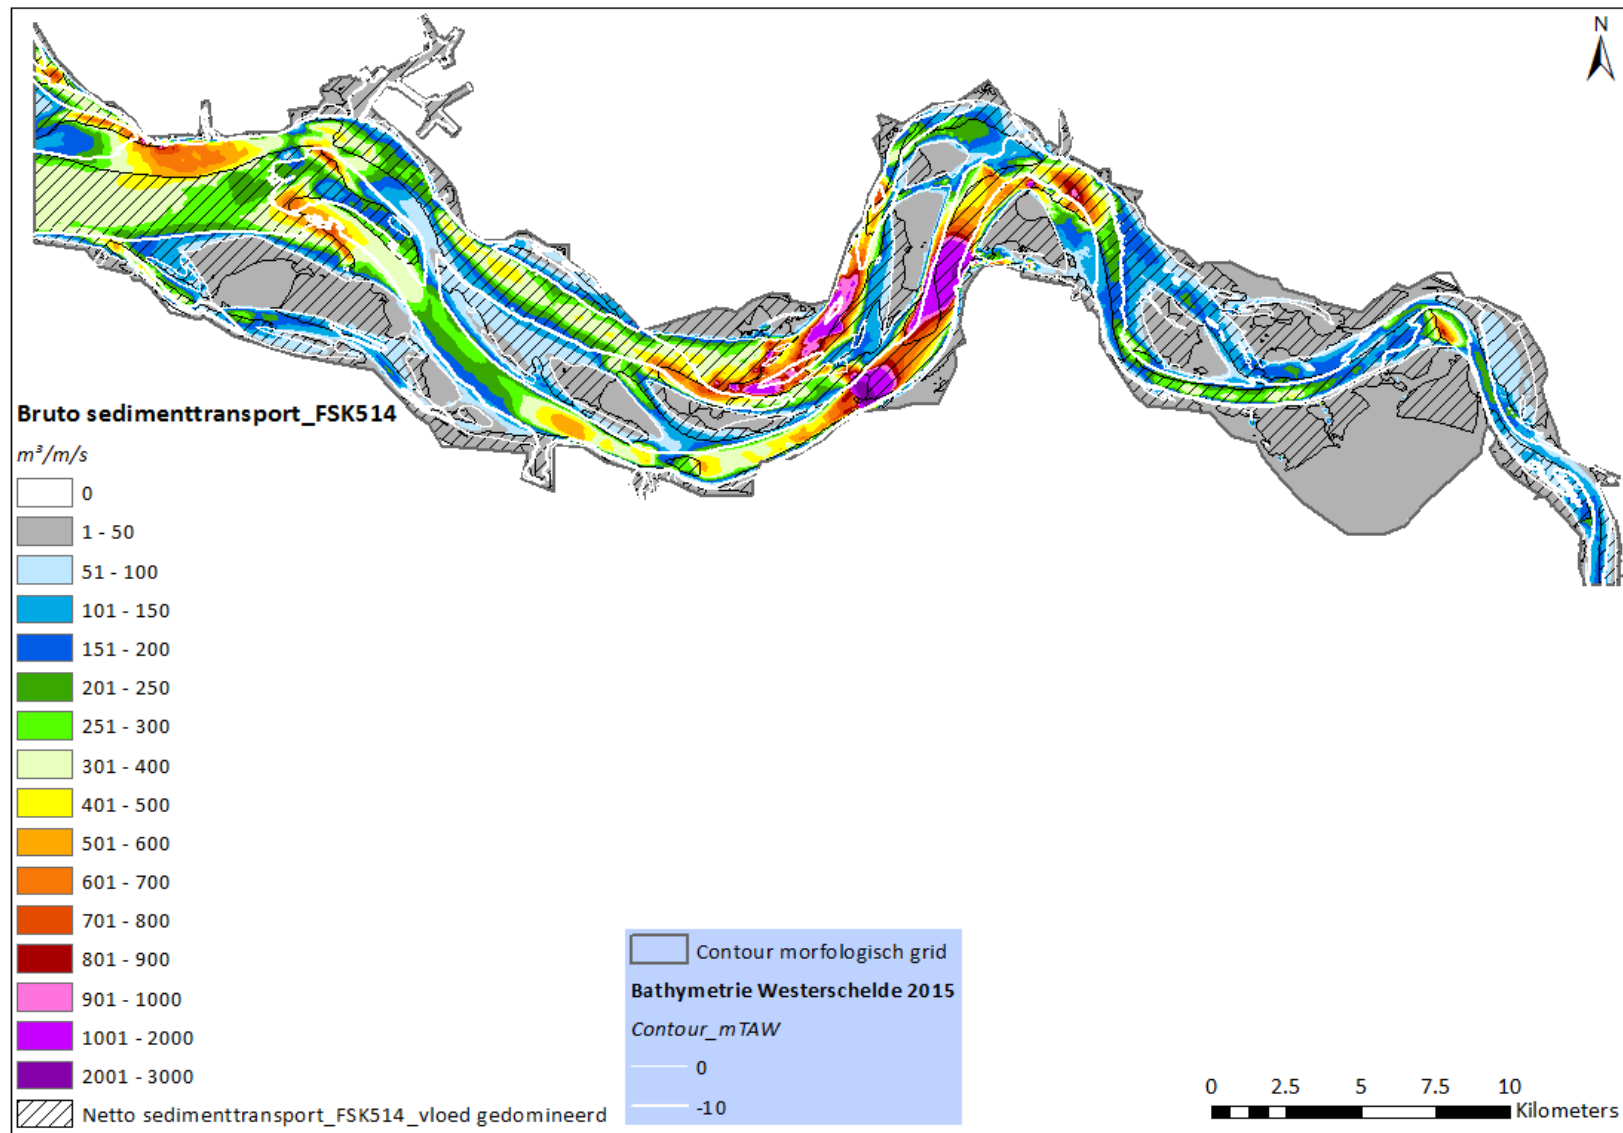 N
Bruto sedimenttransport_FSK514
m³/m/s
0
1 - 50
51 - 100
101 - 150
151 - 200
201 - 250
251 - 300
301 - 400
401 - 500
501 - 600
601 - 700
701 - 800
801 - 900
901 - 1000
1001 - 2000
2001 - 3000
Netto sedimenttransport_FSK514_vloed gedomineerd
Contour morfologisch grid
Bathymetrie Westerschelde 2015
Contour_mTAW
0
-10
0 2.5 5 7.5 10
Kilometers